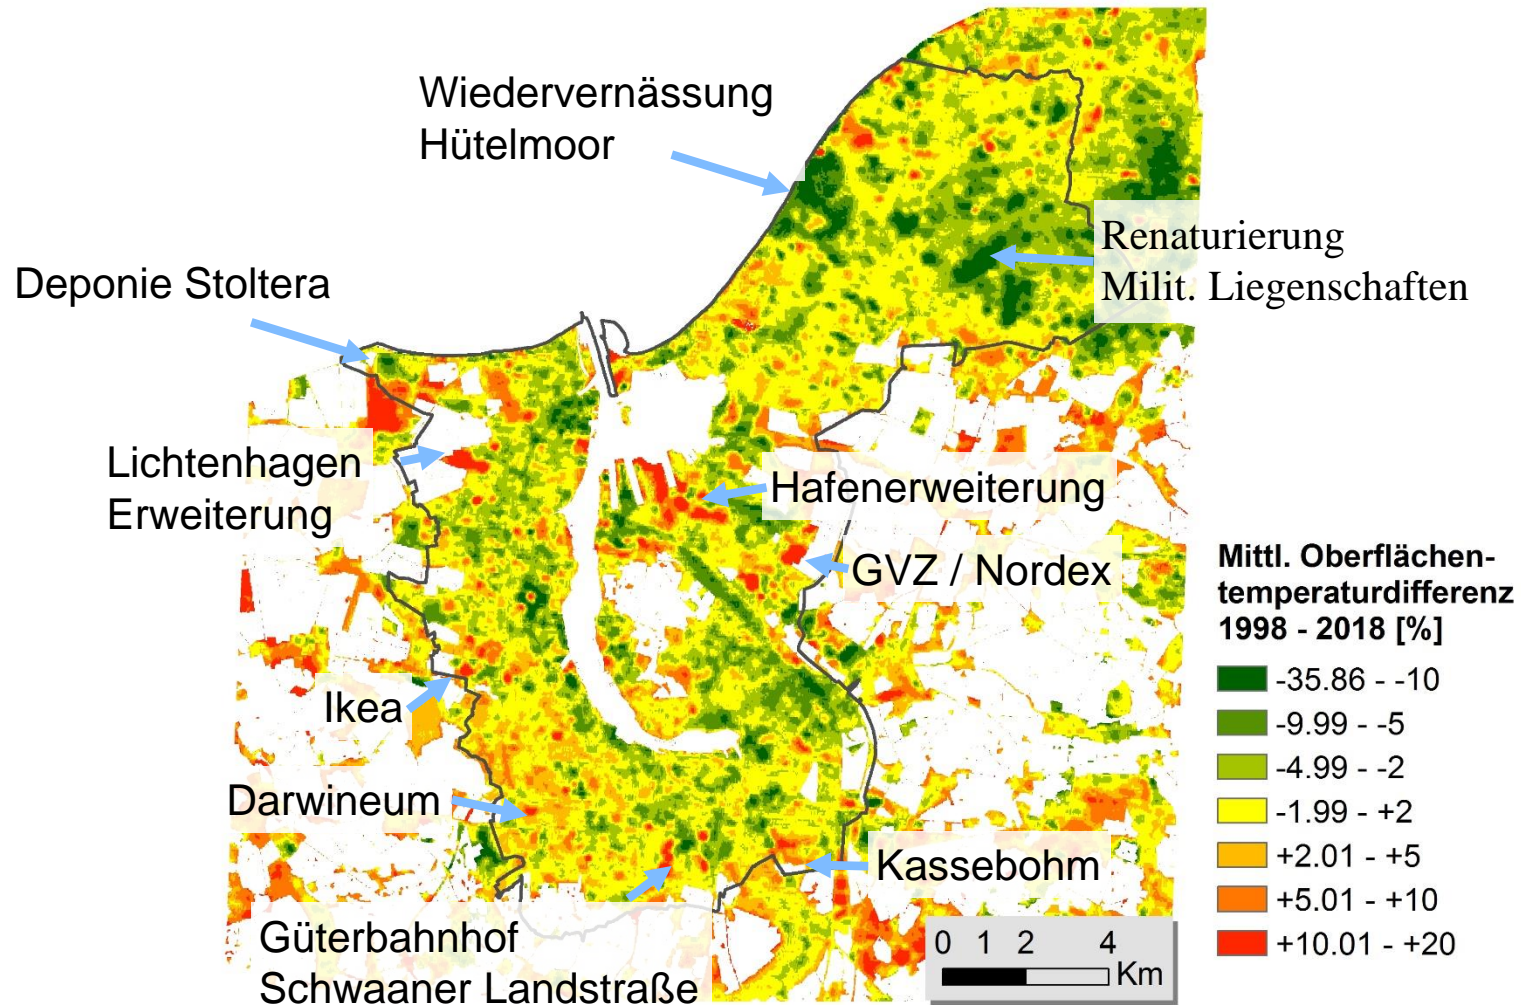 Wiedervernässung
Hütelmoor
Renaturierung
Milit. Liegenschaften
Deponie Stoltera
Lichtenhagen
Erweiterung
Hafenerweiterung
GVZ / Nordex
Ikea
Darwineum
Kassebohm
Güterbahnhof
Schwaaner Landstraße
Mittl. Oberflächen-
temperaturdifferenz
1998 - 2018 [%]
-35.86 - -10
-9.99 - -5
-4.99 - -2
-1.99 - +2
+2.01 - +5
+5.01 - +10
+10.01 - +20
0 1 2 4
Km